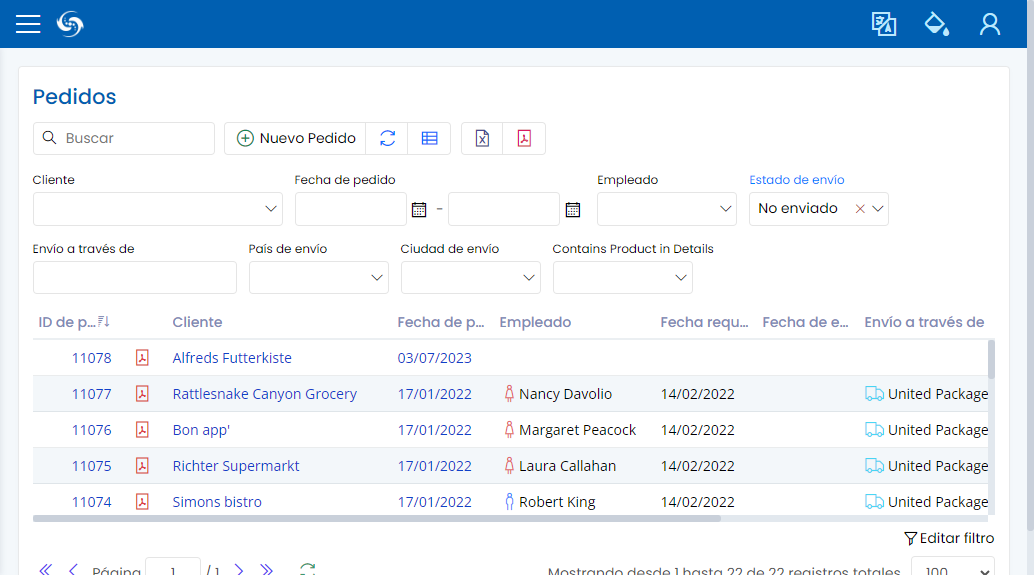 Pedidos
Buscar
Nuevo Pedido
Cliente
Fecha de pedido
Empleado
Estado de envío
-
No enviado
Envío a través de
País de envío
Ciudad de envío
Contains Product in Details
ID de p... Cliente Fecha de p... Empleado Fecha requ... Fecha de e... Envío a través de
11078 Alfreds Futterkiste 03/07/2023
11077 Rattlesnake Canyon Grocery 17/01/2022 Nancy Davolio 14/02/2022 United Package
11076 Bon app' 17/01/2022 Margaret Peacock 14/02/2022 United Package
11075 Richter Supermarkt 17/01/2022 Laura Callahan 14/02/2022 United Package
11074 Simons bistro 17/01/2022 Robert King 14/02/2022 United Package
Editar filtro
Página 1 / 1 Mostrando desde 1 hasta 22 de 22 registros totales 100